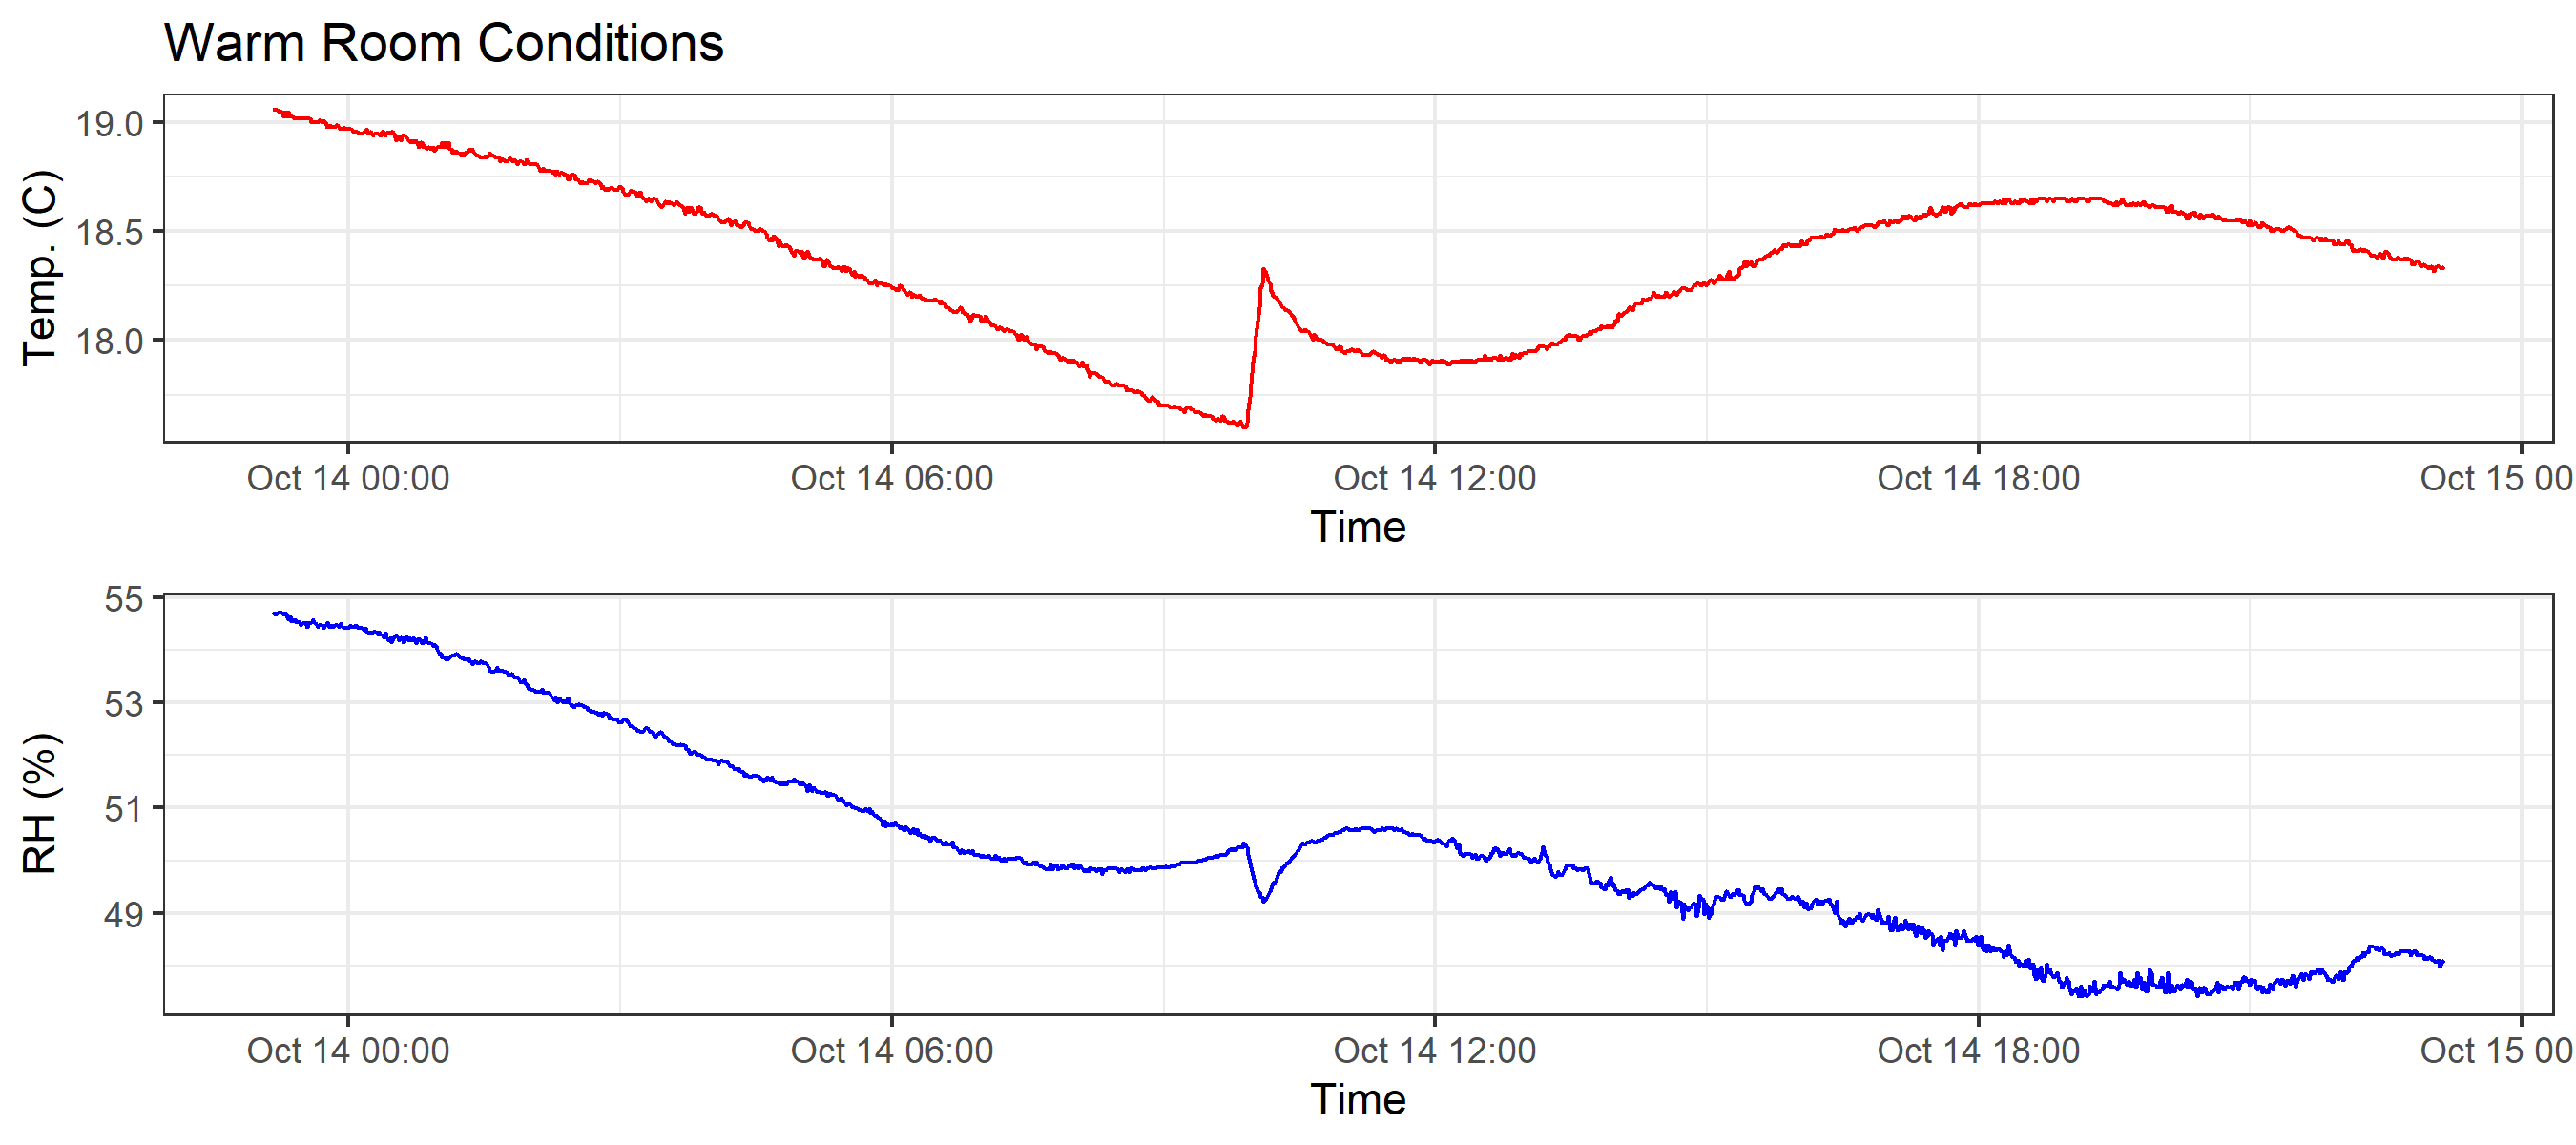 Warm Room Conditions
Temp. (C)
19.0
18.5
18.0
Oct 14 00:00 Oct 14 06:00 Oct 14 12:00 Oct 14 18:00 Oct 15 00
Time
RH (%)
55
53
51
49
Oct 14 00:00 Oct 14 06:00 Oct 14 12:00 Oct 14 18:00 Oct 15 00
Time